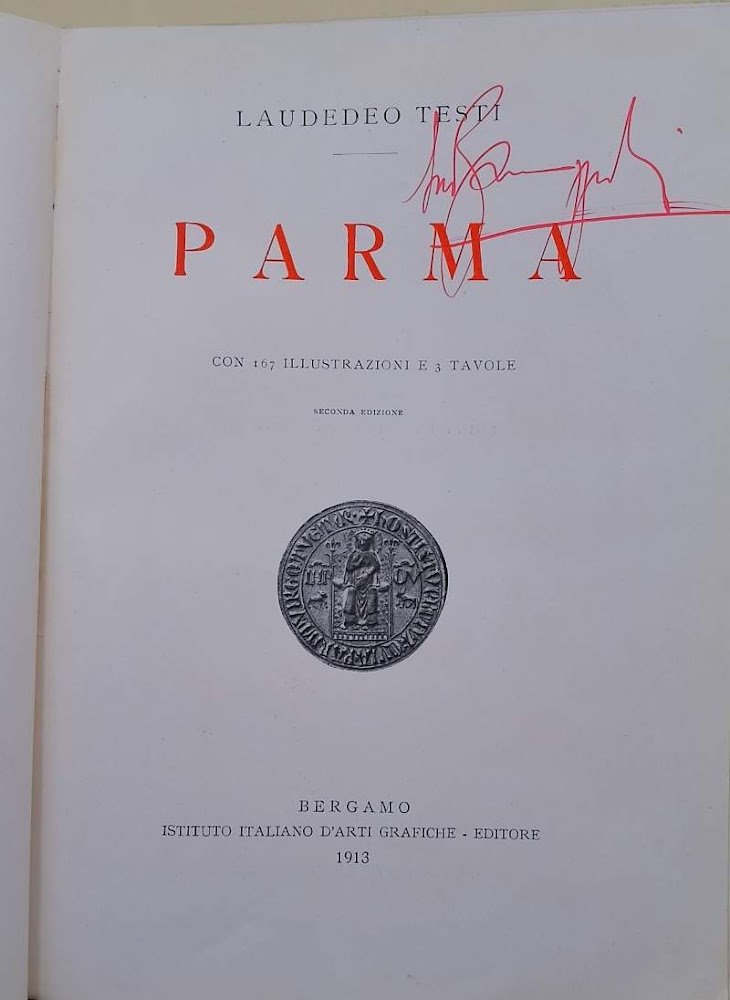 LAUDEDEO TESTI
PARMA
CON 167 ILLUSTRAZIONI E 3 TAVOLE
SECONDA EDIZIONE
BERGAMO
ISTITUTO ITALIANO D'ARTI GRAFICHE - EDITORE
1913